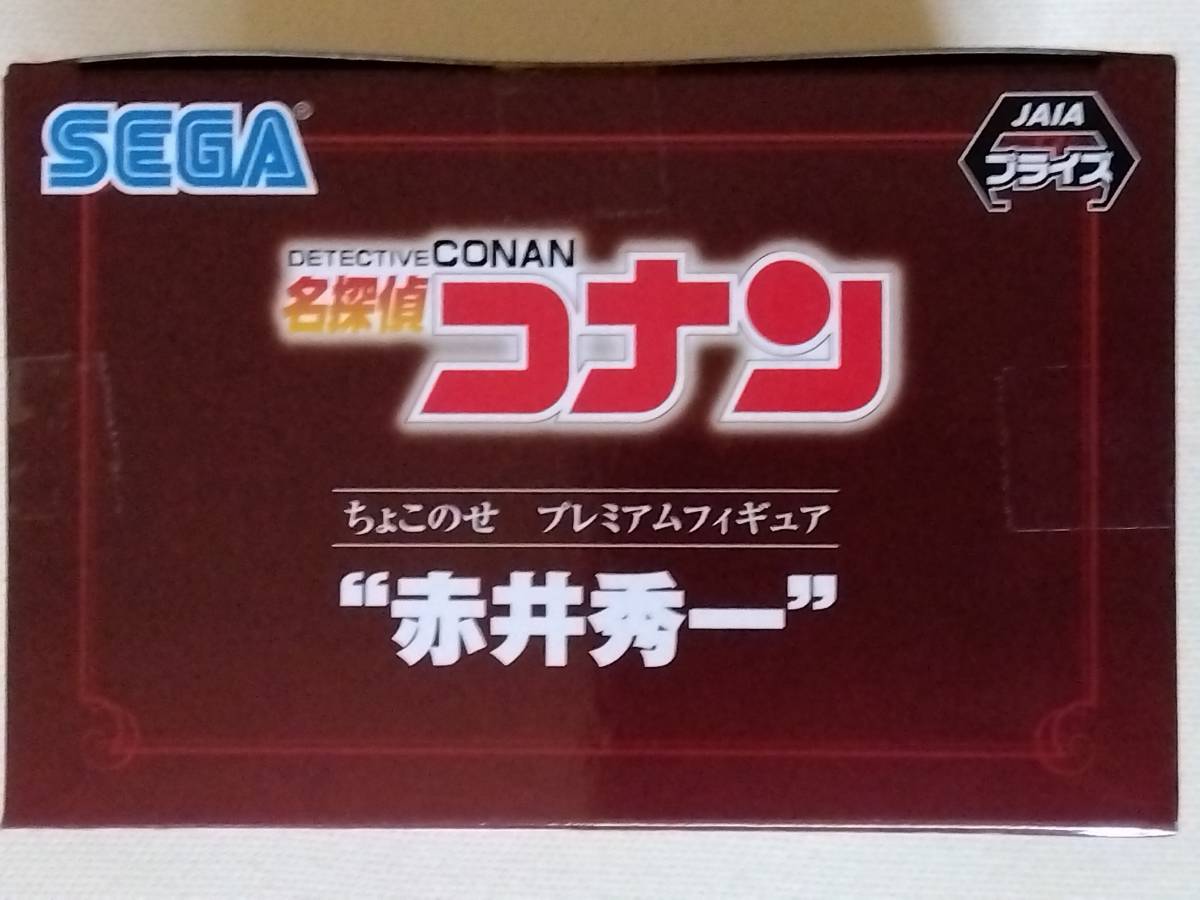 SEGA®
JAIA
プライズ
DETECTIVE CONAN
名探偵
コナン
ちょこのせ プレミアムフィギュア
“赤井秀一”